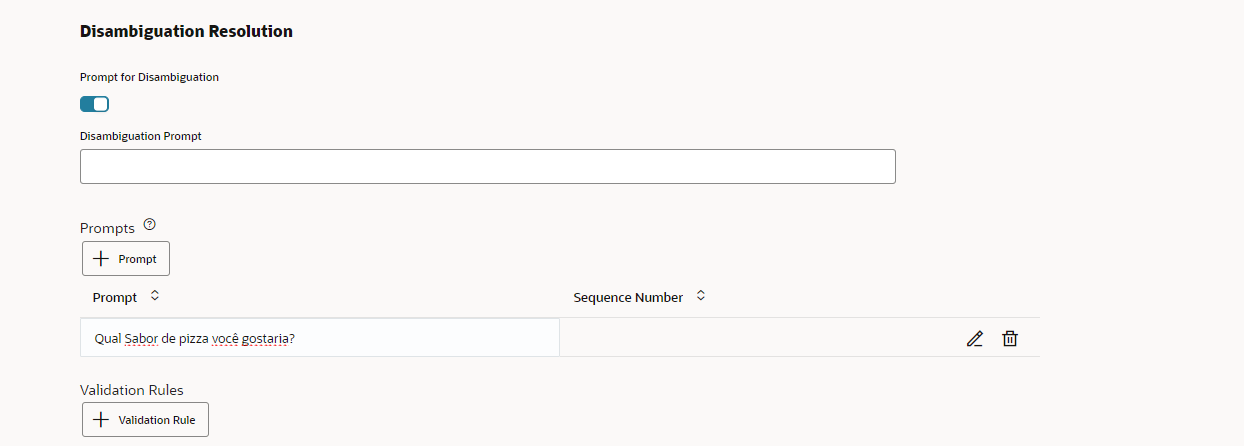 Disambiguation Resolution
Prompt for Disambiguation
Disambiguation Prompt
Prompts ?
Prompt
Prompt Sequence Number
Qual Sabor de pizza você gostaria?
Validation Rules
Validation Rule